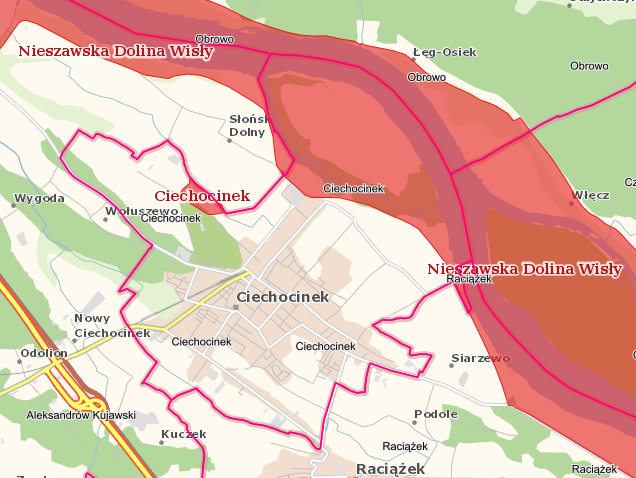 Obrowo
Nieszawska Dolina Wisły
Łęg-Osiek
Obrowo
Obrowo
Słońsk
Dolny
Ciechocinek
Ciechocinek
Włęcz
Wygoda
Wołuszewo
Ciechocinek
Nieszawska Dolina Wisły
Raciążek
Ciechocinek
Nowy
Ciechocinek
Ciechocinek
Ciechocinek
Odolion
Siarzewo
Aleksandrów Kujawski
Podole
Kuczek
Raciążek
Raciążek
Raciążek